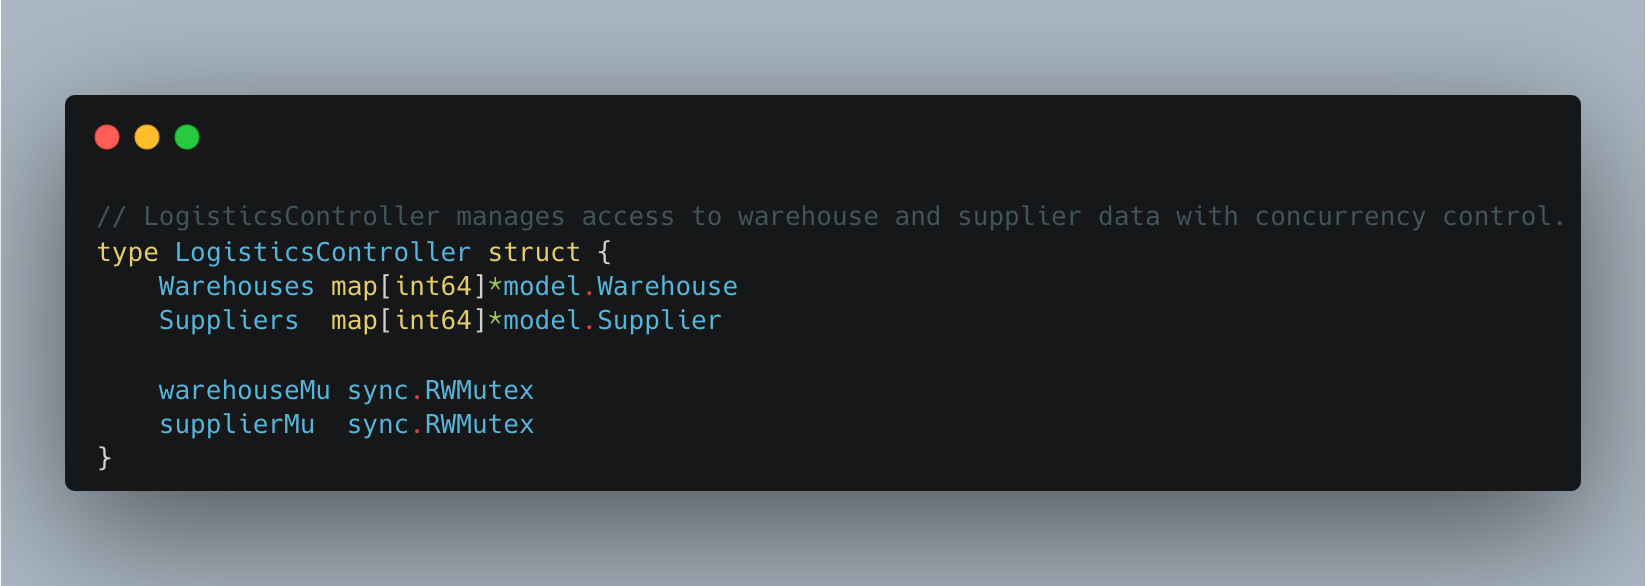 // LogisticsController manages access to warehouse and supplier data with concurrency control.
type LogisticsController struct {
    Warehouses map[int64]*model.Warehouse
    Suppliers  map[int64]*model.Supplier

    warehouseMu sync.RWMutex
    supplierMu  sync.RWMutex
}